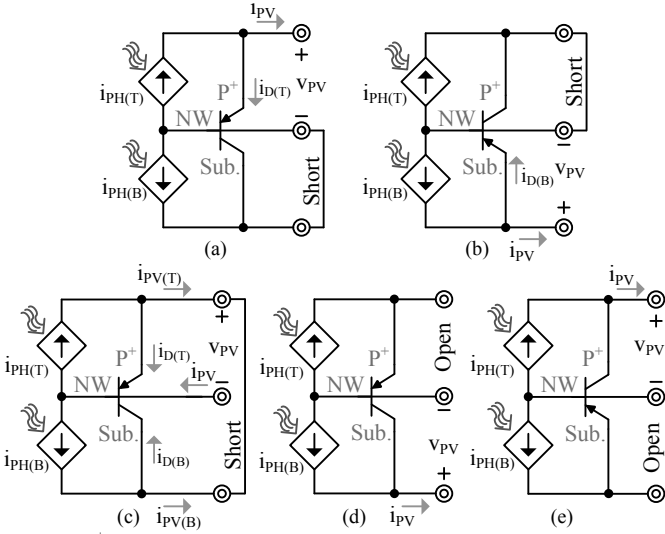 i_PV
+
i_PH(T)
P+
i_D(T)
v_PV
NW
−
Sub.
i_PH(B)
Short
(a)
i_PH(T)
P+
Short
NW
−
Sub.
i_D(B)
v_PV
i_PH(B)
+
i_PV
(b)
i_PV(T)
+
i_PH(T)
P+
i_D(T)
v_PV
i_PV
NW
−
Sub.
i_D(B)
i_PH(B)
Short
i_PV(B)
(c)
i_PH(T)
P+
Open
NW
−
Sub.
v_PV
i_PH(B)
+
i_PV
(d)
i_PV
+
i_PH(T)
P+
v_PV
NW
−
Sub.
i_PH(B)
Open
(e)